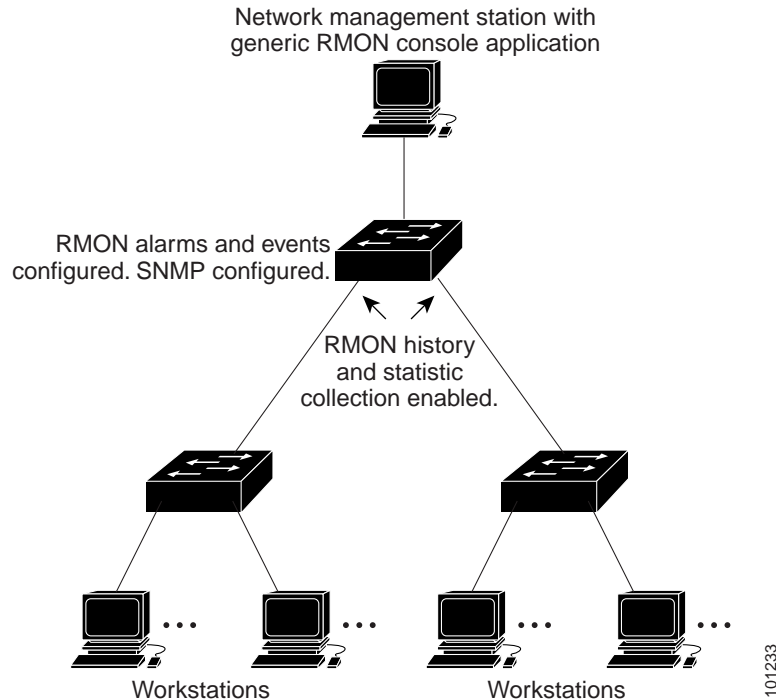 Network management station with
generic RMON console application
RMON alarms and events
configured. SNMP configured.
RMON history
and statistic
collection enabled.
Workstations
Workstations
101233